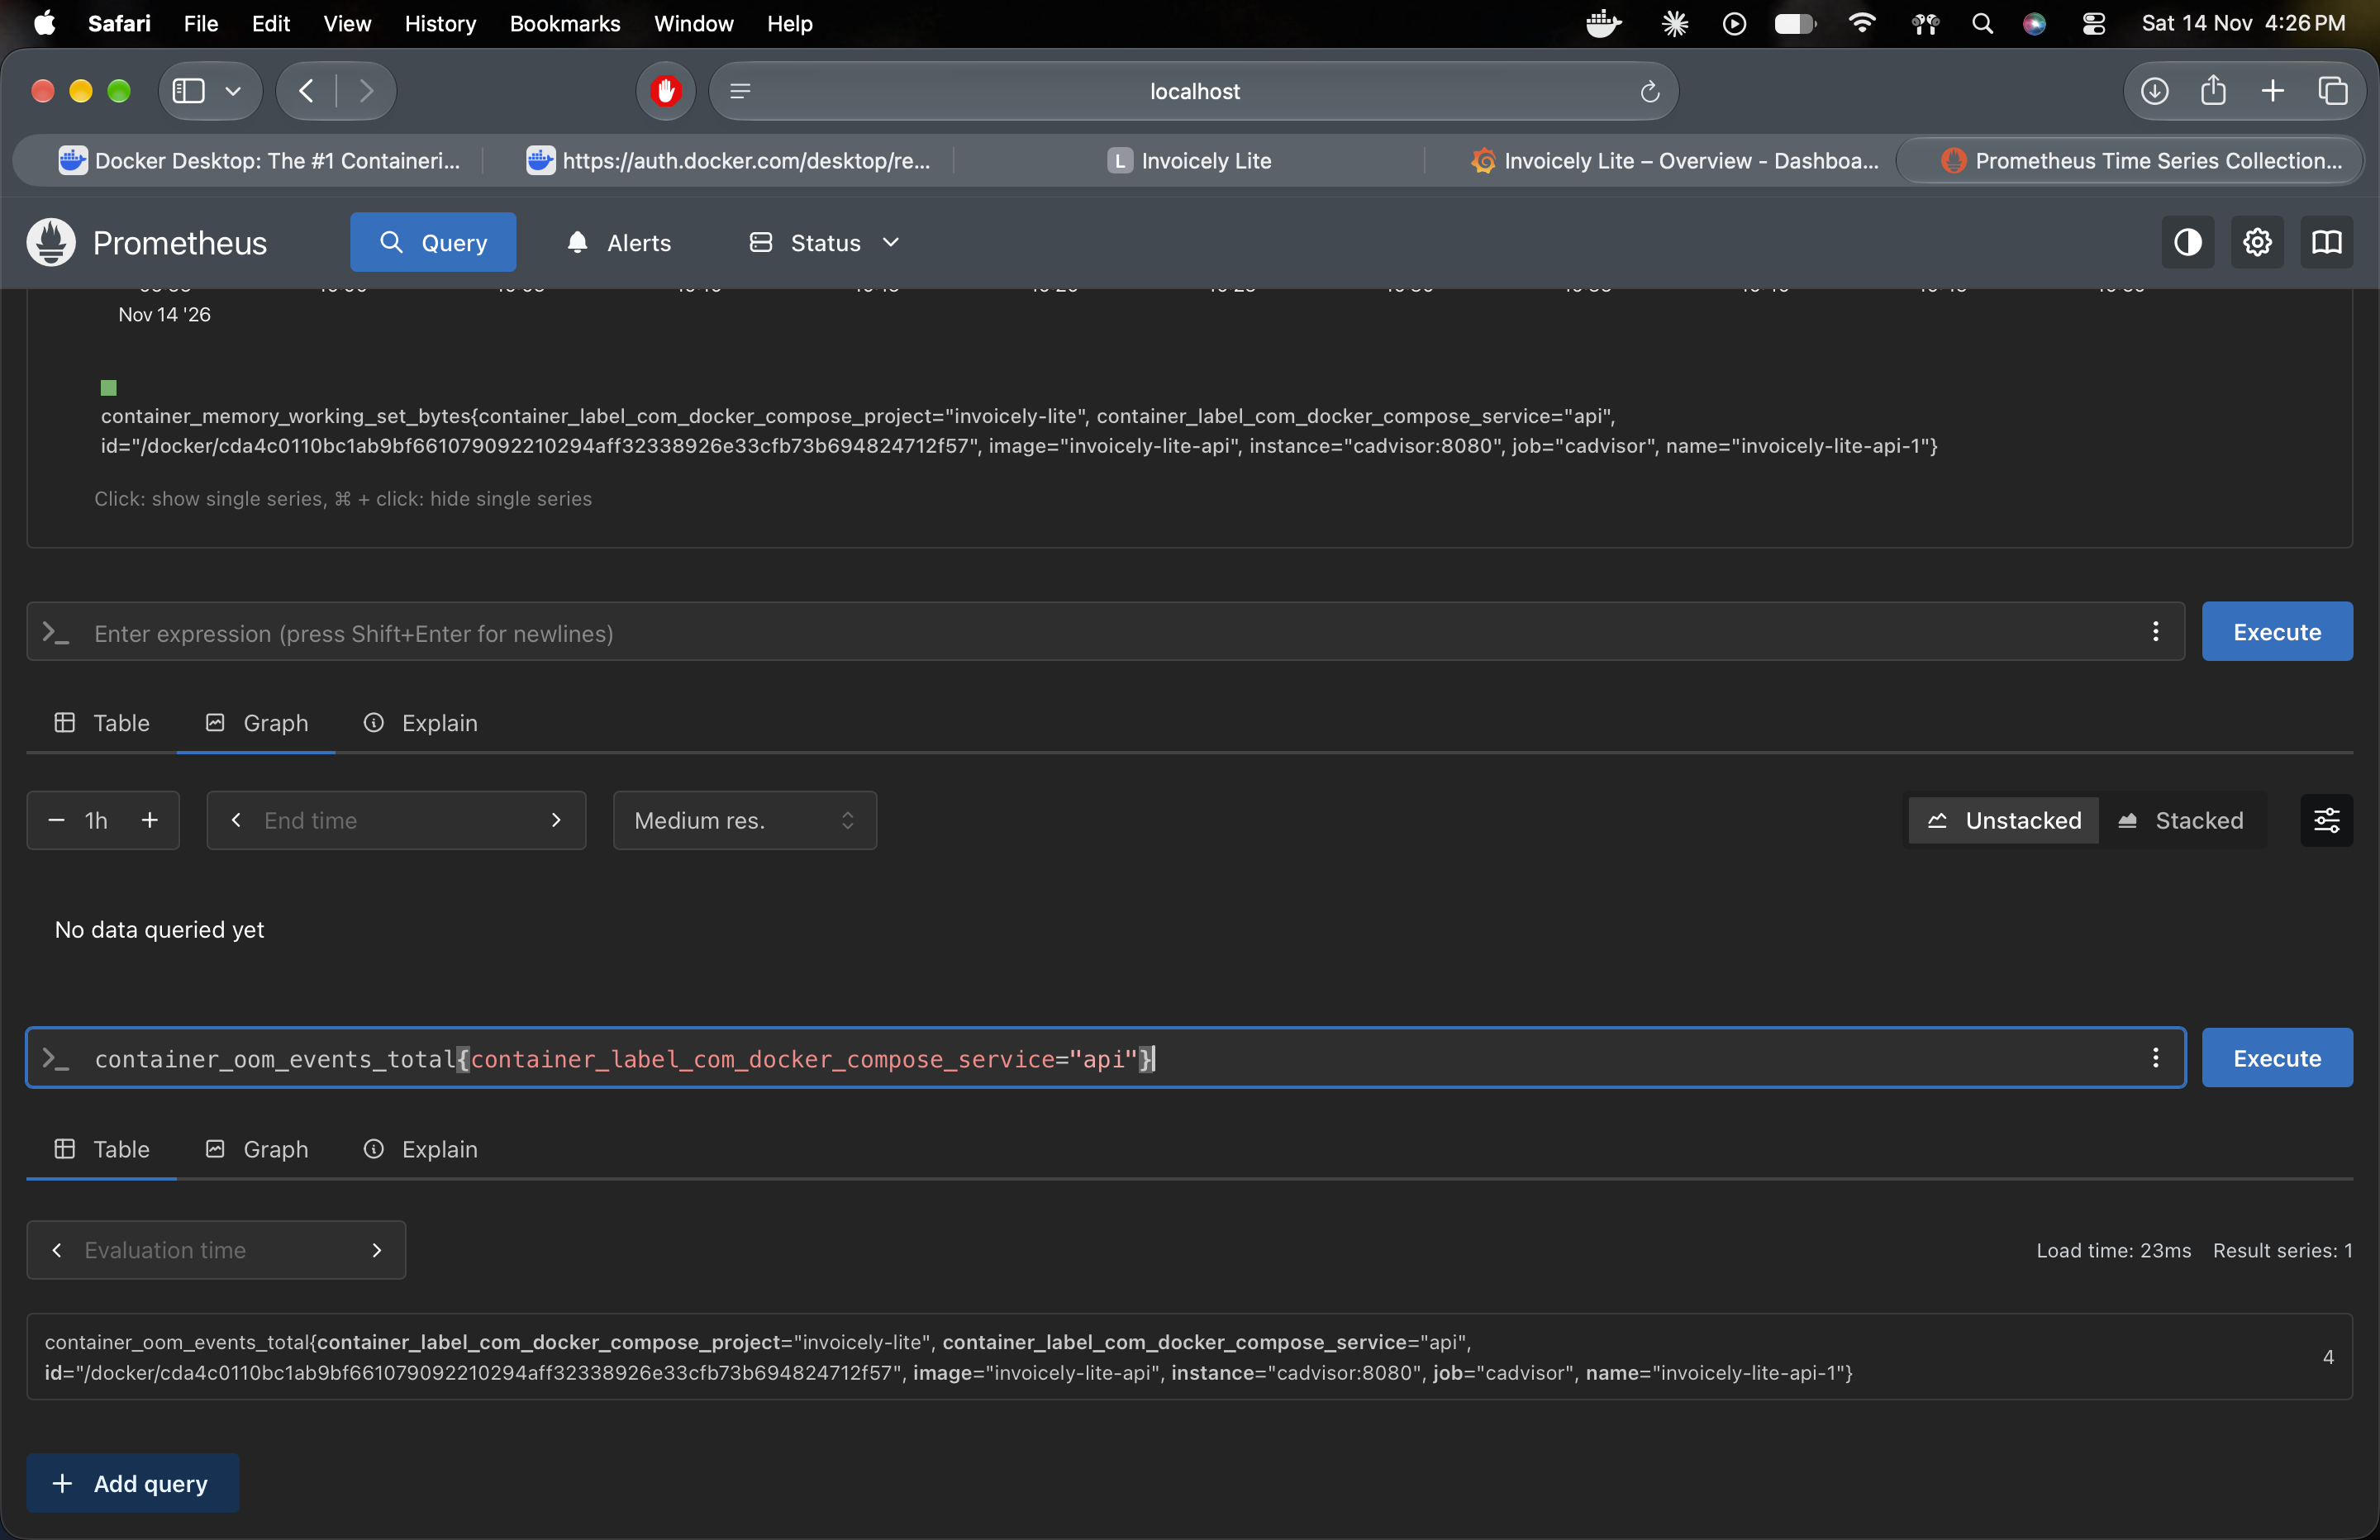 Safari File Edit View History Bookmarks Window Help Sat 14 Nov 4:26 PM
localhost
Docker Desktop: The #1 Containeri... https://auth.docker.com/desktop/re... L Invoicely Lite Invoicely Lite – Overview - Dashboa... Prometheus Time Series Collection...
Prometheus Query Alerts Status
Nov 14 '26
container_memory_working_set_bytes{container_label_com_docker_compose_project="invoicely-lite", container_label_com_docker_compose_service="api",
id="/docker/cda4c0110bc1ab9bf661079092210294aff32338926e33cfb73b694824712f57", image="invoicely-lite-api", instance="cadvisor:8080", job="cadvisor", name="invoicely-lite-api-1"}
Click: show single series, ⌘ + click: hide single series
Enter expression (press Shift+Enter for newlines) Execute
Table Graph Explain
− 1h + End time Medium res. Unstacked Stacked
No data queried yet
container_oom_events_total{container_label_com_docker_compose_service="api"} Execute
Table Graph Explain
Evaluation time Load time: 23ms Result series: 1
container_oom_events_total{container_label_com_docker_compose_project="invoicely-lite", container_label_com_docker_compose_service="api",
id="/docker/cda4c0110bc1ab9bf661079092210294aff32338926e33cfb73b694824712f57", image="invoicely-lite-api", instance="cadvisor:8080", job="cadvisor", name="invoicely-lite-api-1"} 4
+ Add query